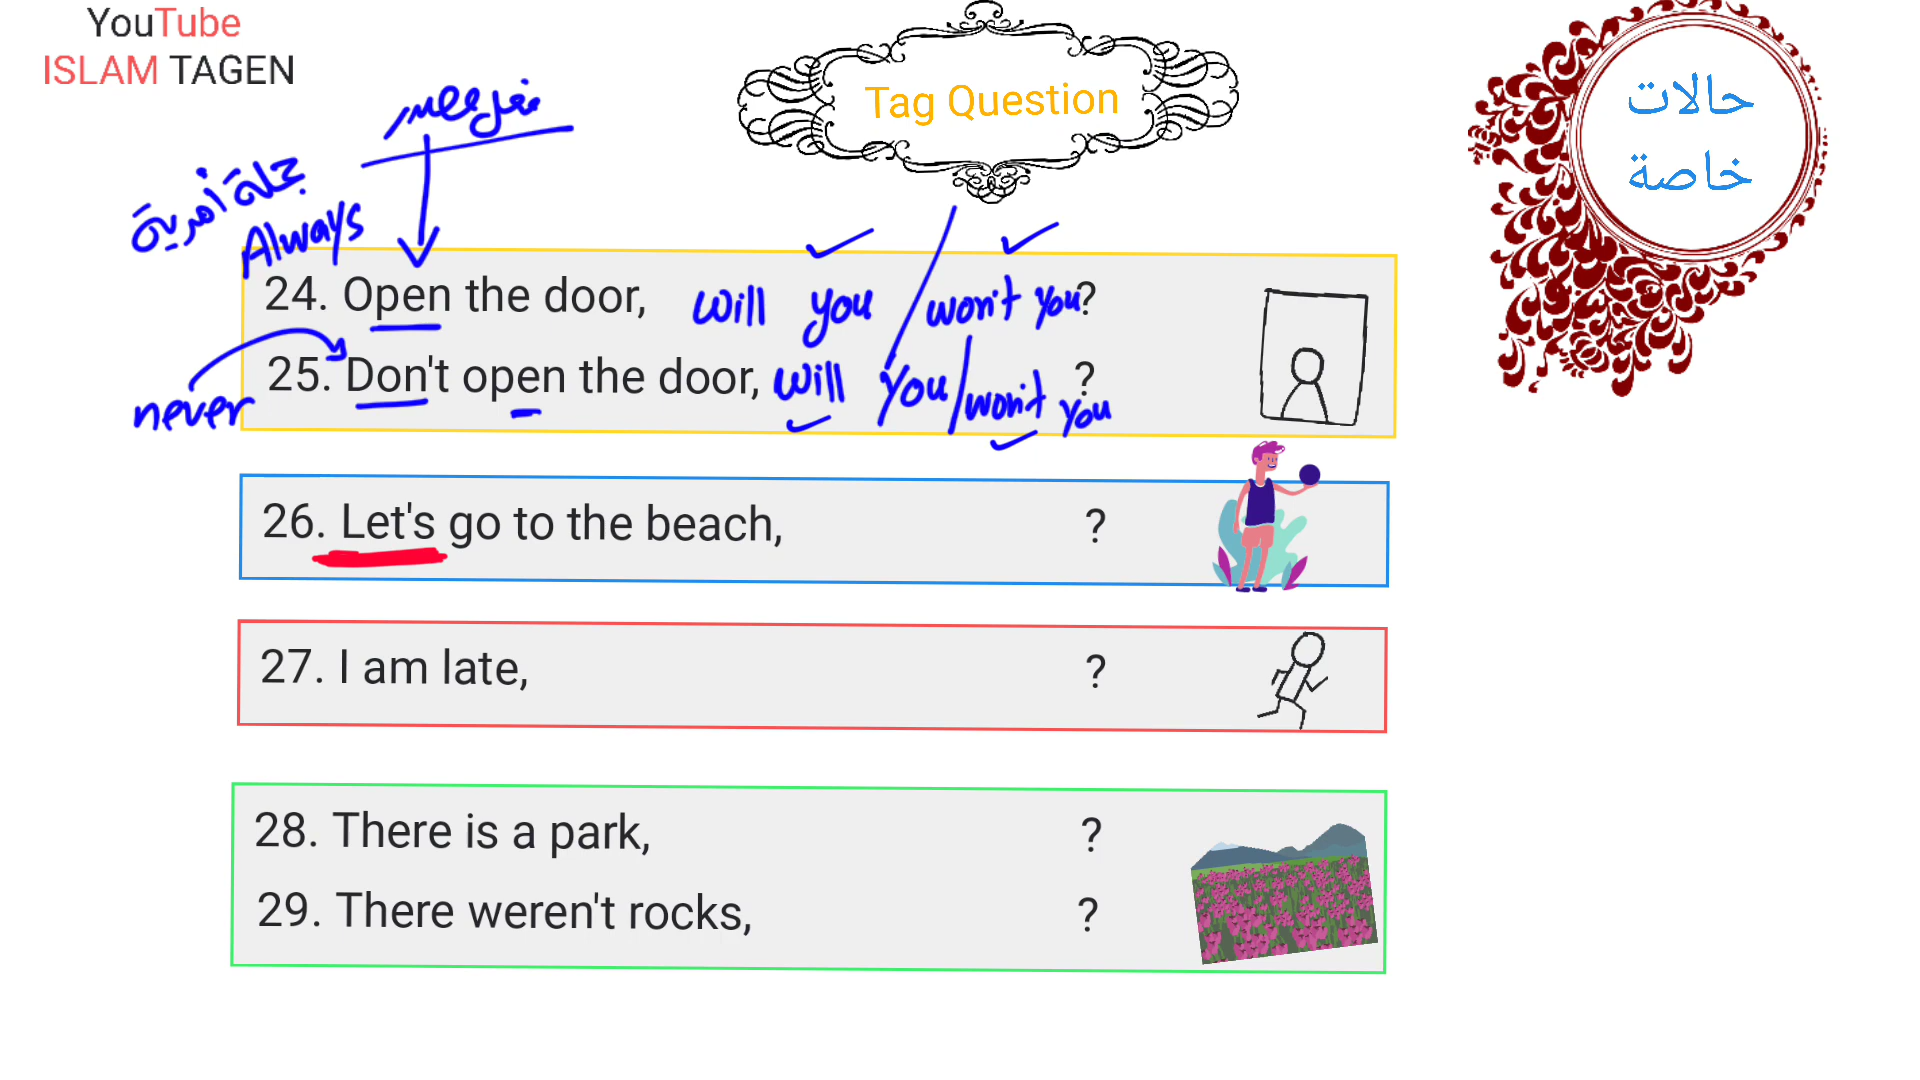 YouTube
ISLAM TAGEN
Tag Question
حالات
خاصة
جملة أمرية
Always
24. Open the door, will you / won't you?
never
25. Don't open the door, will you / won't you ?
26. Let's go to the beach, ?
27. I am late, ?
28. There is a park, ?
29. There weren't rocks, ?